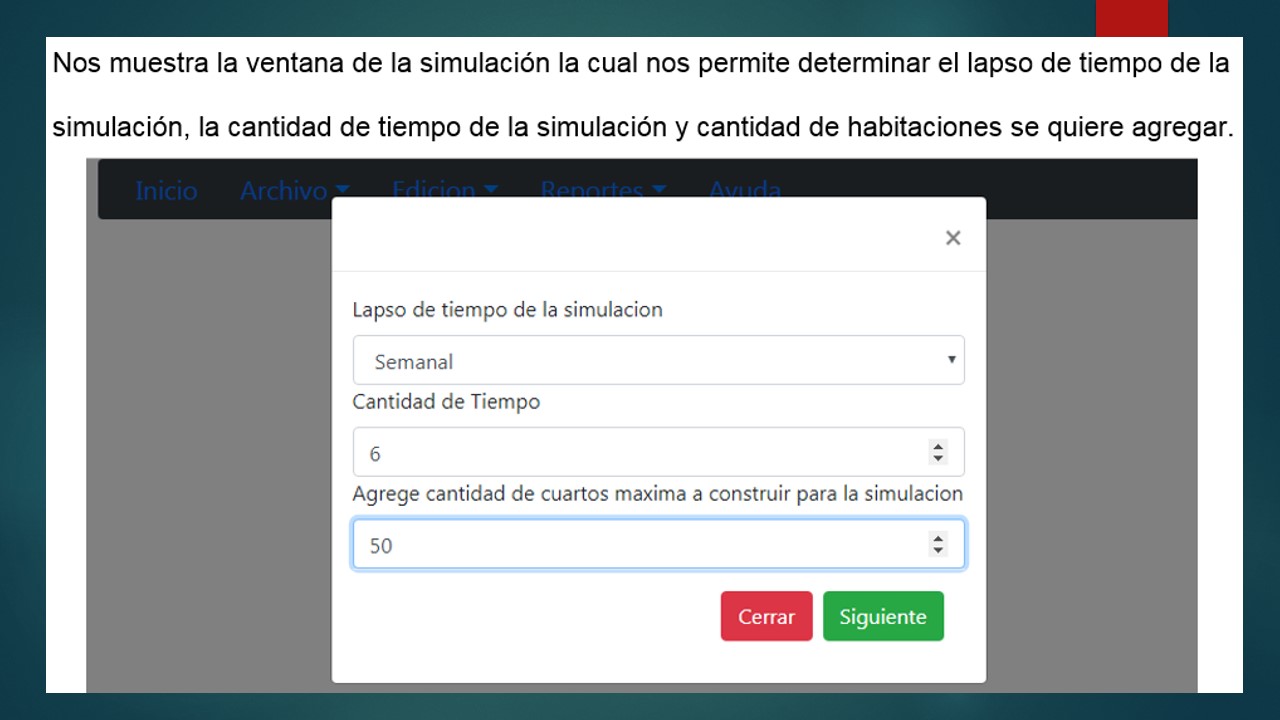 Nos muestra la ventana de la simulación la cual nos permite determinar el lapso de tiempo de la
simulación, la cantidad de tiempo de la simulación y cantidad de habitaciones se quiere agregar.
Inicio Archivo Edicion Reportes Ayuda
×
Lapso de tiempo de la simulacion
Semanal
Cantidad de Tiempo
6
Agrege cantidad de cuartos maxima a construir para la simulacion
50
Cerrar Siguiente